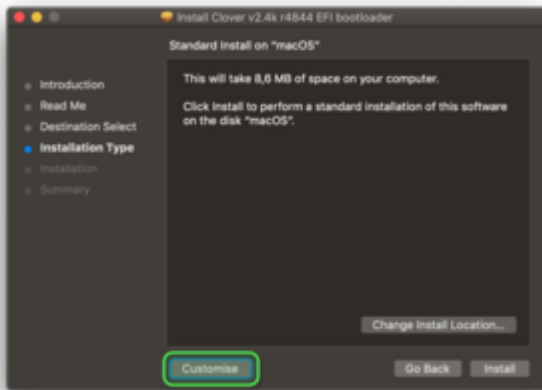 Install Clover v2.4k r4844 EFI bootloader
Standard Install on "macOS"
Introduction
Read Me
Destination Select
Installation Type
Installation
Summary
This will take 8,6 MB of space on your computer.
Click Install to perform a standard installation of this software
on the disk "macOS".
Change Install Location...
Customise
Go Back
Install